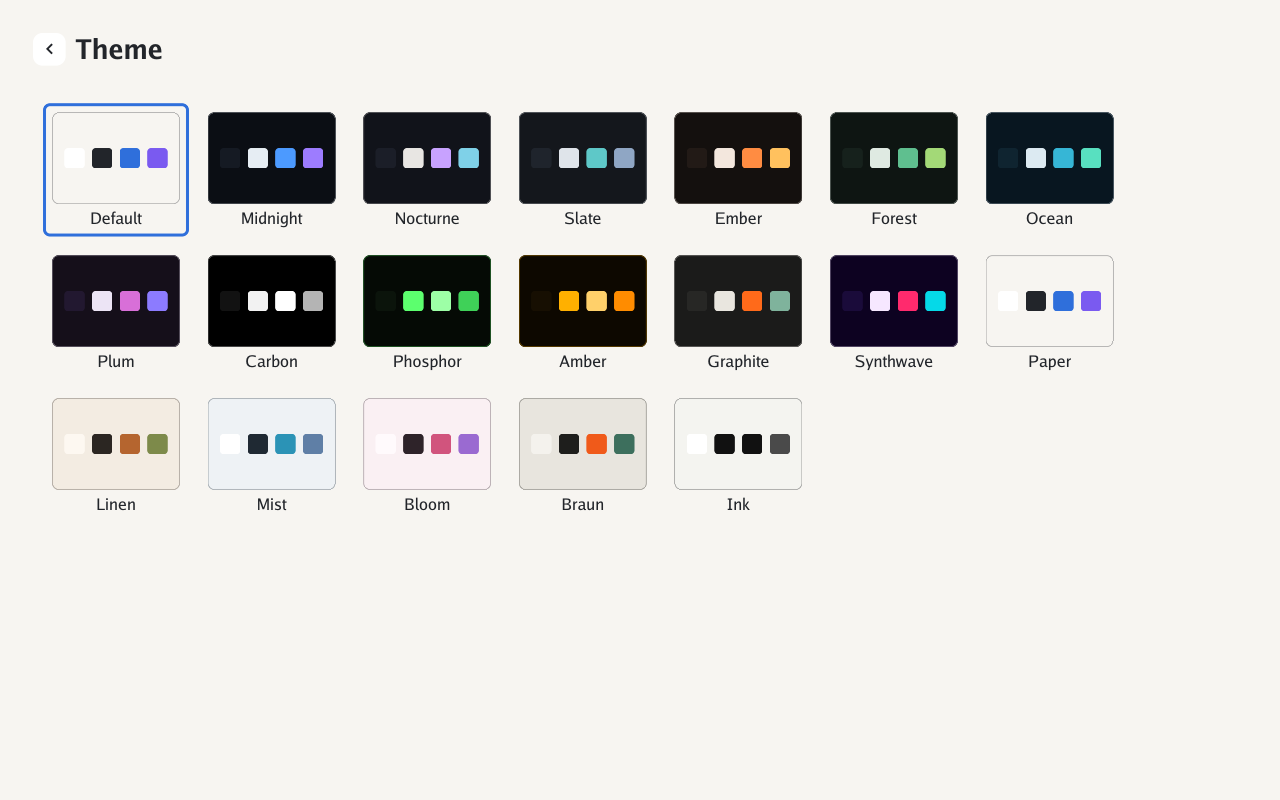 Theme
Default
Midnight
Nocturne
Slate
Ember
Forest
Ocean
Plum
Carbon
Phosphor
Amber
Graphite
Synthwave
Paper
Linen
Mist
Bloom
Braun
Ink